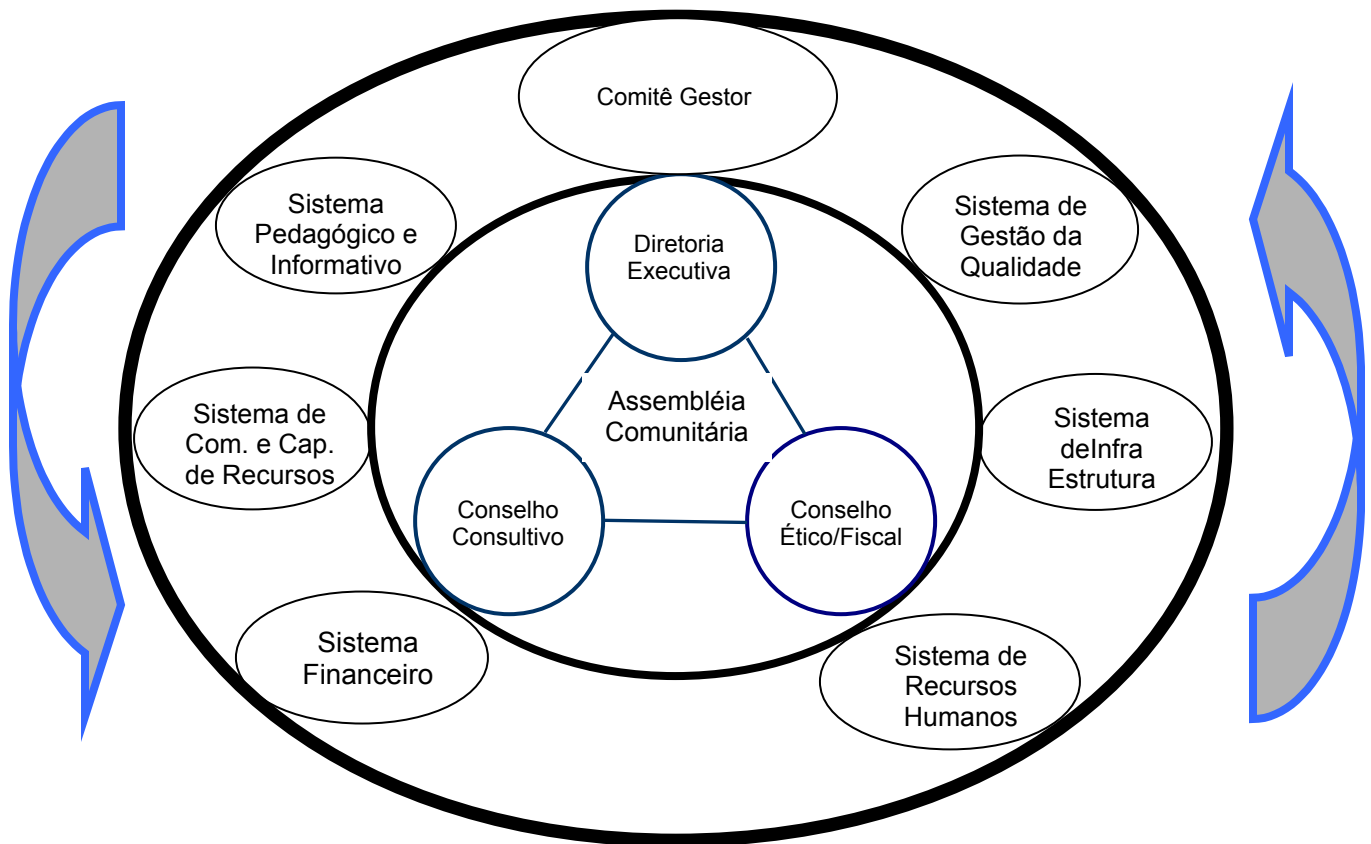 Comitê Gestor
Sistema
Pedagógico e
Informativo
Sistema de
Gestão da
Qualidade
Diretoria
Executiva
Assembléia
Comunitária
Sistema de
Com. e Cap.
de Recursos
Sistema
deInfra
Estrutura
Conselho
Consultivo
Conselho
Ético/Fiscal
Sistema
Financeiro
Sistema de
Recursos
Humanos